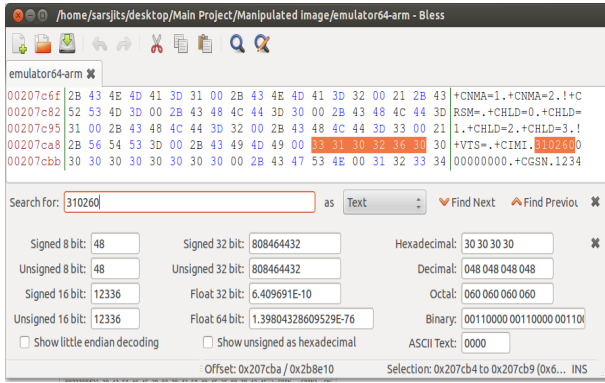 /home/sarsjits/desktop/Main Project/Manipulated image/emulator64-arm - Bless
emulator64-arm
00207c6f 2B 43 4E 4D 41 3D 31 00 2B 43 4E 4D 41 3D 32 00 21 2B 43 +CNMA=1.+CNMA=2.!+C
00207c82 52 53 4D 3D 00 2B 43 48 4C 44 3D 30 00 2B 43 48 4C 44 3D RSM=.+CHLD=0.+CHLD=
00207c95 31 00 2B 43 48 4C 44 3D 32 00 2B 43 48 4C 44 3D 33 00 21 1.+CHLD=2.+CHLD=3.!
00207ca8 2B 56 54 53 3D 00 2B 43 49 4D 49 00 33 31 30 32 36 30 30 +VTS=.+CIMI.3102600
00207cbb 30 30 30 30 30 30 30 00 2B 43 47 53 4E 00 31 32 33 34 00000000.+CGSN.1234
Search for: 310260 as Text Find Next Find Previou
Signed 8 bit: 48 Signed 32 bit: 808464432 Hexadecimal: 30 30 30 30
Unsigned 8 bit: 48 Unsigned 32 bit: 808464432 Decimal: 048 048 048 048
Signed 16 bit: 12336 Float 32 bit: 6.409691E-10 Octal: 060 060 060 060
Unsigned 16 bit: 12336 Float 64 bit: 1.39804328609529E-76 Binary: 00110000 00110000 001100
Show little endian decoding Show unsigned as hexadecimal ASCII Text: 0000
Offset: 0x207cba / 0x2b8e10 Selection: 0x207cb4 to 0x207cb9 (0x6... INS